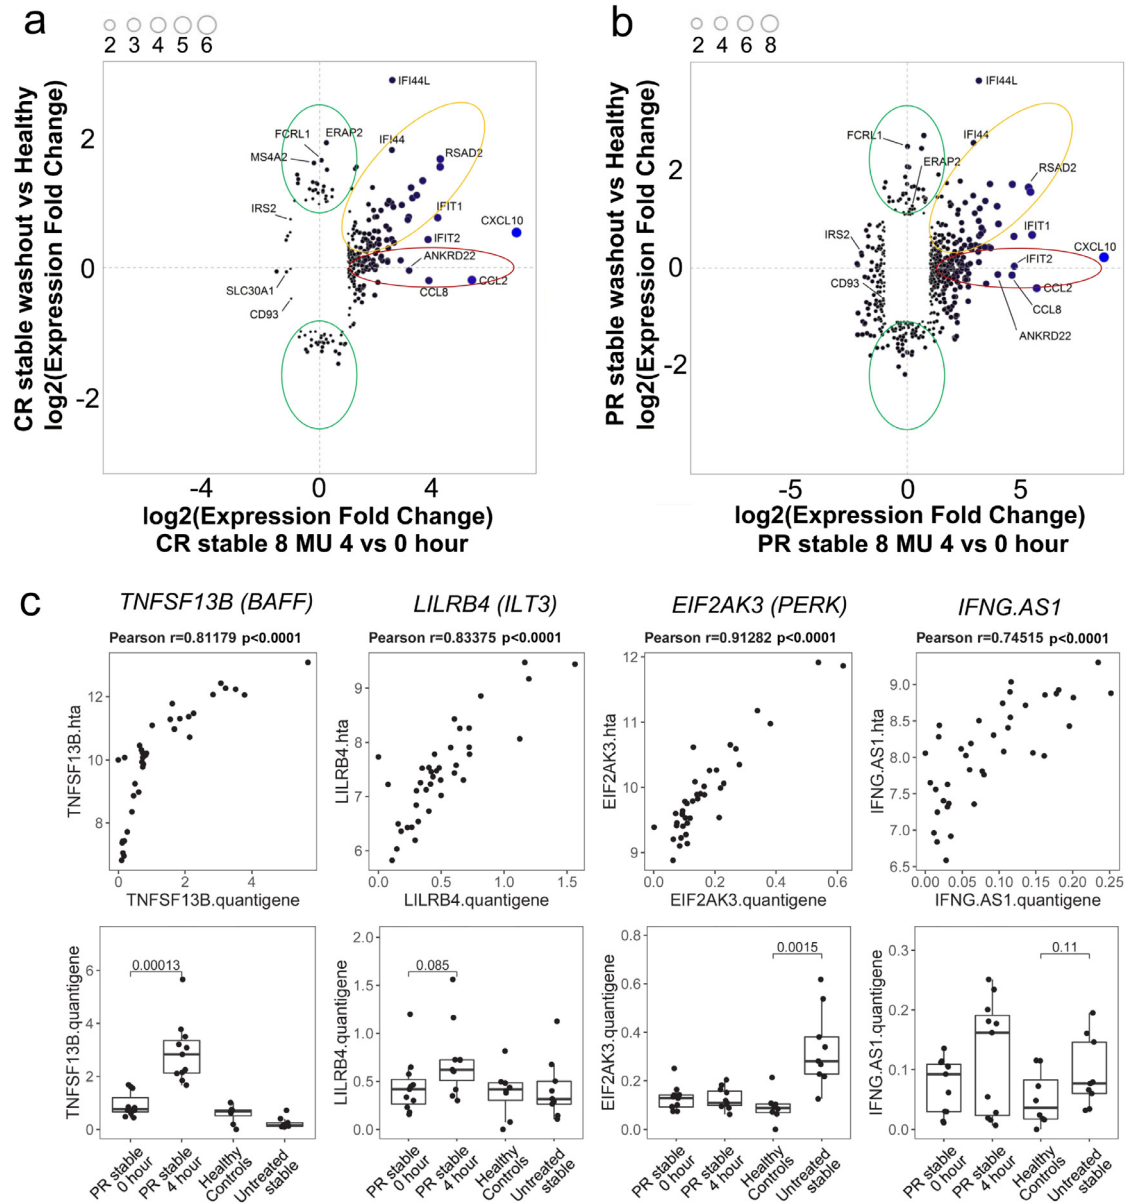 a
2 3 4 5 6
CR stable washout vs Healthy
log2(Expression Fold Change)
2
0
-2
IFI44L
FCRL1
ERAP2
IFI44
MS4A2
RSAD2
IRS2
IFIT1
CXCL10
IFIT2
ANKRD22
SLC30A1
CCL8
CCL2
CD93
-4 0 4
log2(Expression Fold Change)
CR stable 8 MU 4 vs 0 hour
b
2 4 6 8
PR stable washout vs Healthy
log2(Expression Fold Change)
2
0
-2
IFI44L
FCRL1
IFI44
ERAP2
RSAD2
IRS2
IFIT1
CXCL10
IFIT2
CD93
CCL2
CCL8
ANKRD22
-5 0 5
log2(Expression Fold Change)
PR stable 8 MU 4 vs 0 hour
c
TNFSF13B (BAFF)
Pearson r=0.81179 p<0.0001
TNFSF13B.hta
12
10
8
0 2 4
TNFSF13B.quantigene
LILRB4 (ILT3)
Pearson r=0.83375 p<0.0001
LILRB4.hta
9
8
7
6
0.0 0.5 1.0 1.5
LILRB4.quantigene
EIF2AK3 (PERK)
Pearson r=0.91282 p<0.0001
EIF2AK3.hta
12
11
10
9
0.0 0.2 0.4 0.6
EIF2AK3.quantigene
IFNG.AS1
Pearson r=0.74515 p<0.0001
IFNG.AS1.hta
9.0
8.5
8.0
7.5
7.0
6.5
0.00 0.05 0.10 0.15 0.20 0.25
IFNG.AS1.quantigene
TNFSF13B.quantigene
6
4
2
0
0.00013
PR stable
0 hour
PR stable
4 hour
Healthy
Controls
Untreated
stable
LILRB4.quantigene
2.0
1.5
1.0
0.5
0.0
0.085
PR stable
0 hour
PR stable
4 hour
Healthy
Controls
Untreated
stable
EIF2AK3.quantigene
0.8
0.6
0.4
0.2
0.0
0.0015
PR stable
0 hour
PR stable
4 hour
Healthy
Controls
Untreated
stable
IFNG.AS1.quantigene
0.3
0.2
0.1
0.0
0.11
PR stable
0 hour
PR stable
4 hour
Healthy
Controls
Untreated
stable